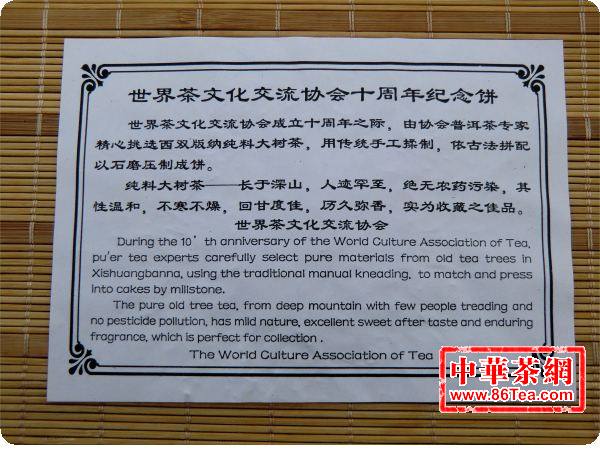 世界茶文化交流协会十周年纪念饼
世界茶文化交流协会成立十周年之际，由协会普洱茶专家
精心挑选西双版纳纯料大树茶，用传统手工揉制，依古法拼配
以石磨压制成饼。
纯料大树茶——长于深山，人迹罕至，绝无农药污染，其
性温和，不寒不燥，回甘度佳，历久弥香，实为收藏之佳品。
世界茶文化交流协会
During the 10’th anniversary of the World Culture Association of Tea,
pu'er tea experts carefully select pure materials from old tea trees in
Xishuangbanna, using the traditional manual kneading, to match and press
into cakes by millstone.
The pure old tree tea, from deep mountain with few people treading and
no pesticide pollution, has mild nature, excellent sweet after taste and enduring
fragrance, which is perfect for collection .
The World Culture Association of Tea
中華茶網
www.86Tea.com